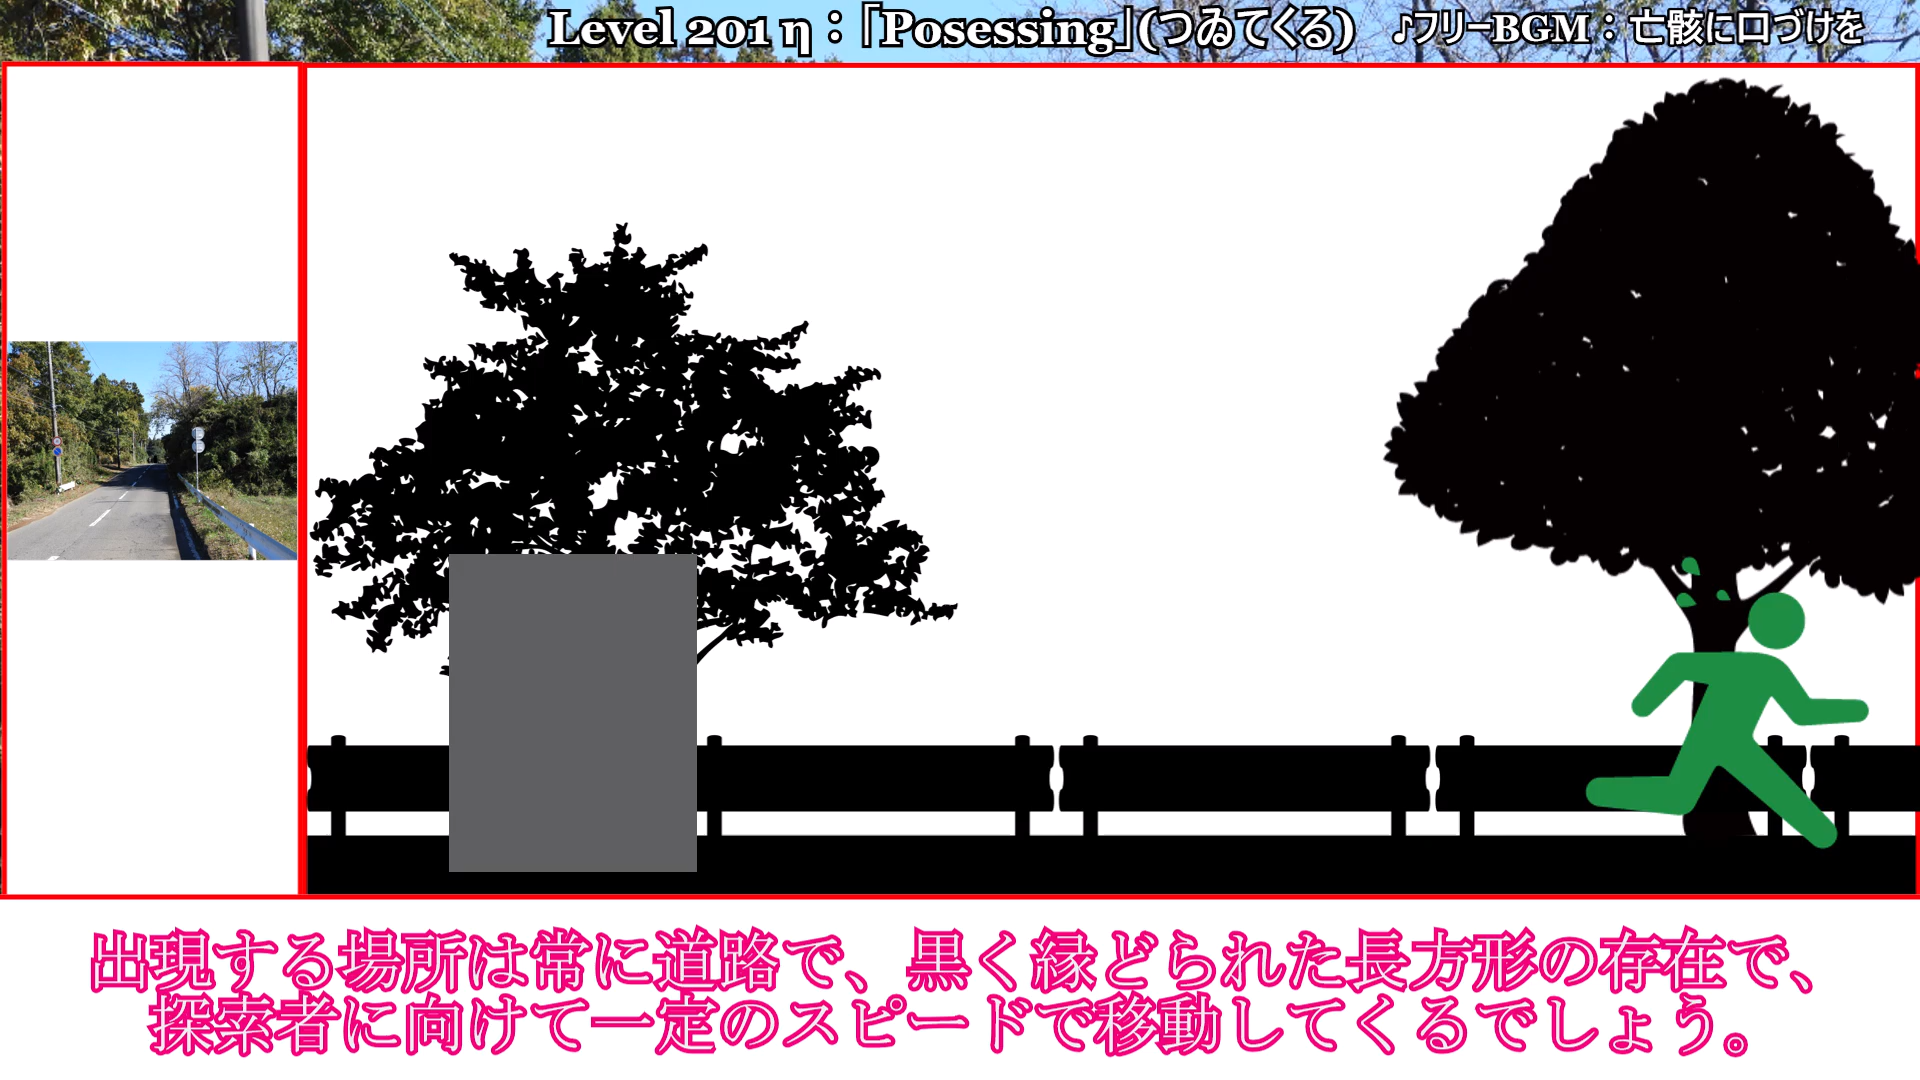 Level 201 η：「Posessing」(つゐてくる) ♪フリーBGM：亡骸に口づけを
出現する場所は常に道路で、黒く縁どられた長方形の存在で、
探索者に向けて一定のスピードで移動してくるでしょう。